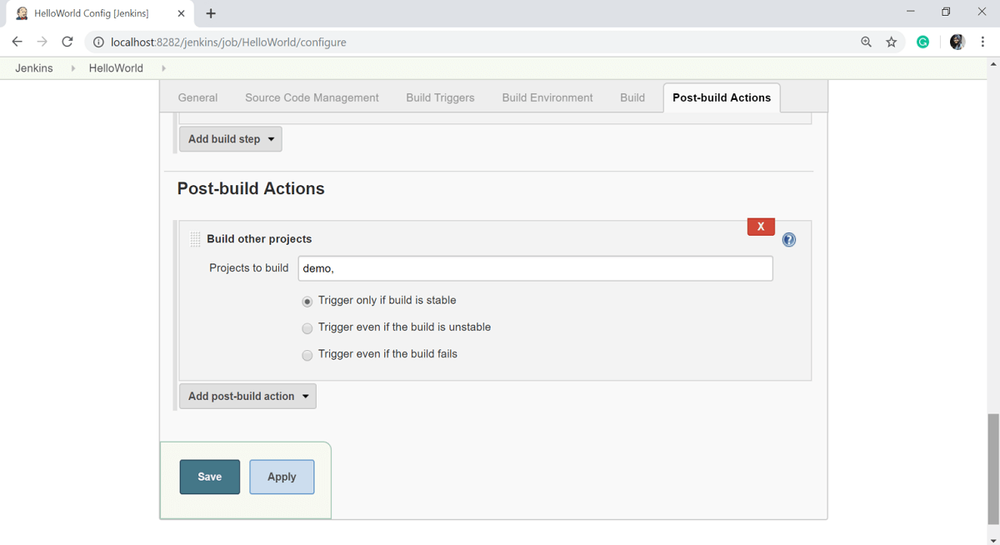 HelloWorld Config [Jenkins]
localhost:8282/jenkins/job/HelloWorld/configure
Jenkins HelloWorld
General Source Code Management Build Triggers Build Environment Build Post-build Actions
Add build step
Post-build Actions
X
Build other projects
?
Projects to build demo,
Trigger only if build is stable
Trigger even if the build is unstable
Trigger even if the build fails
Add post-build action
Save Apply